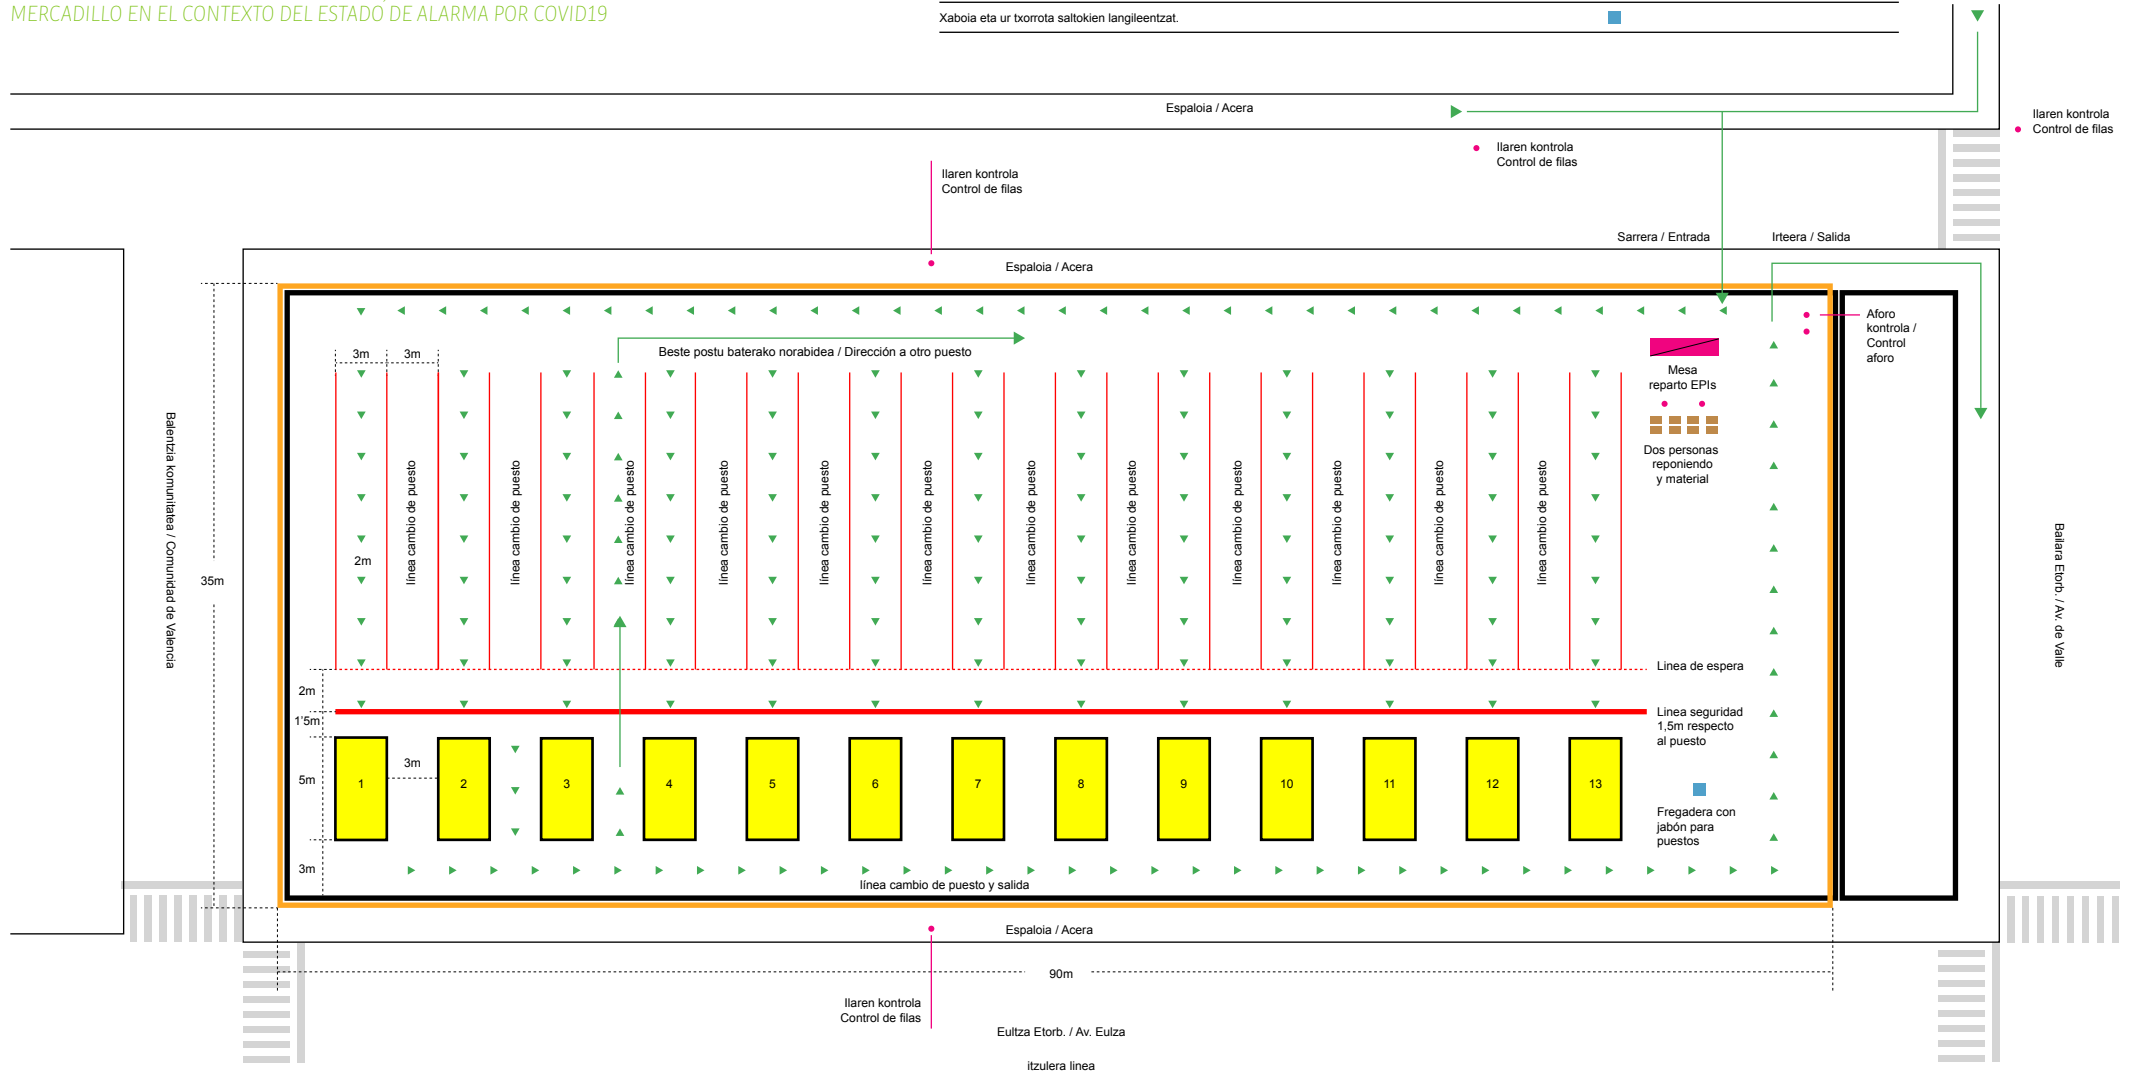 MERCADILLO EN EL CONTEXTO DEL ESTADO DE ALARMA POR COVID19
Xaboia eta ur txorrota saltokien langileentzat.
Espaloia / Acera
Ilaren kontrola
Control de filas
Ilaren kontrola
Control de filas
Ilaren kontrola
Control de filas
Sarrera / Entrada
Irteera / Salida
Espaloia / Acera
Aforo
kontrola /
Control
aforo
Beste postu baterako norabidea / Dirección a otro puesto
3m
3m
Mesa
reparto EPIs
Dos personas
reponiendo
y material
línea cambio de puesto
línea cambio de puesto
línea cambio de puesto
línea cambio de puesto
línea cambio de puesto
línea cambio de puesto
línea cambio de puesto
línea cambio de puesto
línea cambio de puesto
línea cambio de puesto
línea cambio de puesto
línea cambio de puesto
2m
35m
Balentzia komunitatea / Comunidad de Valencia
Bailara Etorb. / Av. de Valle
Linea de espera
2m
1'5m
Linea seguridad
1,5m respecto
al puesto
5m
3m
1
2
3
4
5
6
7
8
9
10
11
12
13
Fregadera con
jabón para
puestos
3m
línea cambio de puesto y salida
Espaloia / Acera
90m
Ilaren kontrola
Control de filas
Eultza Etorb. / Av. Eulza
itzulera linea